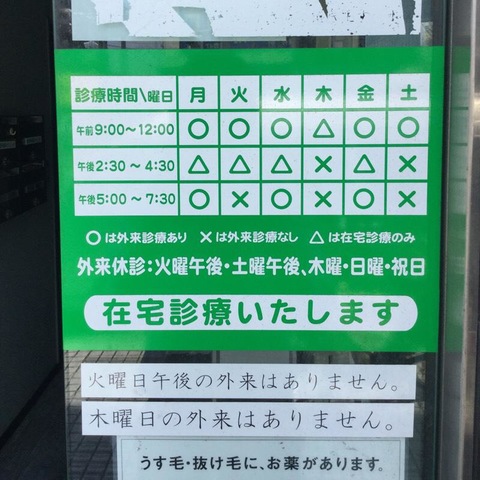 診療時間\曜日 月 火 水 木 金 土
午前9:00～12:00 ○ ○ ○ △ ○ ○
午後2:30～4:30 △ △ △ × △ ×
午後5:00～7:30 ○ × ○ × ○ ×
○は外来診療あり ×は外来診療なし △は在宅診療のみ
外来休診:火曜午後・土曜午後、木曜・日曜・祝日
在宅診療いたします
火曜日午後の外来はありません。
木曜日の外来はありません。
うす毛・抜け毛に、お薬があります。